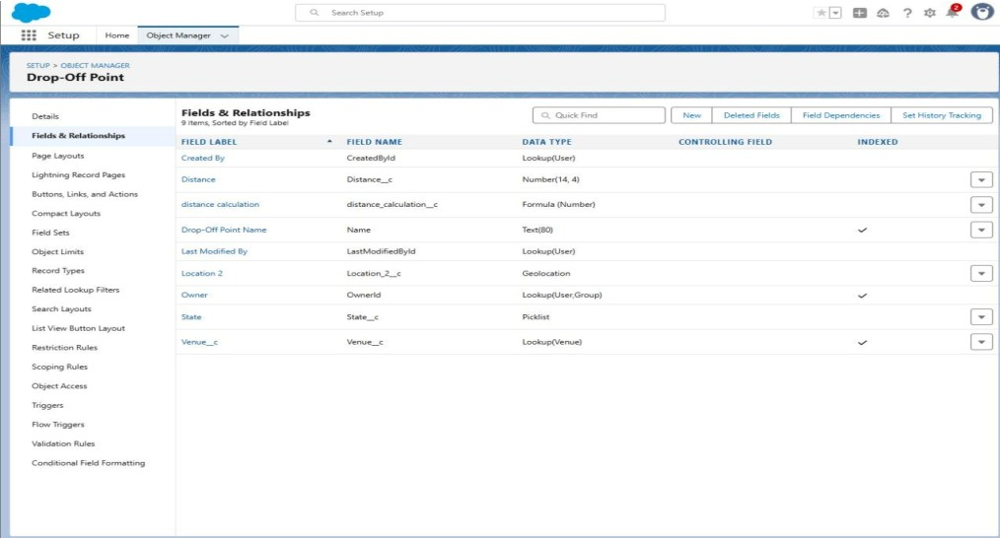 Search Setup
2
Setup Home Object Manager
SETUP > OBJECT MANAGER
Drop-Off Point
Details
Fields & Relationships
Page Layouts
Lightning Record Pages
Buttons, Links, and Actions
Compact Layouts
Field Sets
Object Limits
Record Types
Related Lookup Filters
Search Layouts
List View Button Layout
Restriction Rules
Scoping Rules
Object Access
Triggers
Flow Triggers
Validation Rules
Conditional Field Formatting
Fields & Relationships
9 Items, Sorted by Field Label
Quick Find New Deleted Fields Field Dependencies Set History Tracking
FIELD LABEL FIELD NAME DATA TYPE CONTROLLING FIELD INDEXED
Created By CreatedById Lookup(User)
Distance Distance__c Number(14, 4)
distance calculation distance_calculation__c Formula (Number)
Drop-Off Point Name Name Text(80)
Last Modified By LastModifiedById Lookup(User)
Location 2 Location_2__c Geolocation
Owner OwnerId Lookup(User,Group)
State State__c Picklist
Venue__c Venue__c Lookup(Venue)